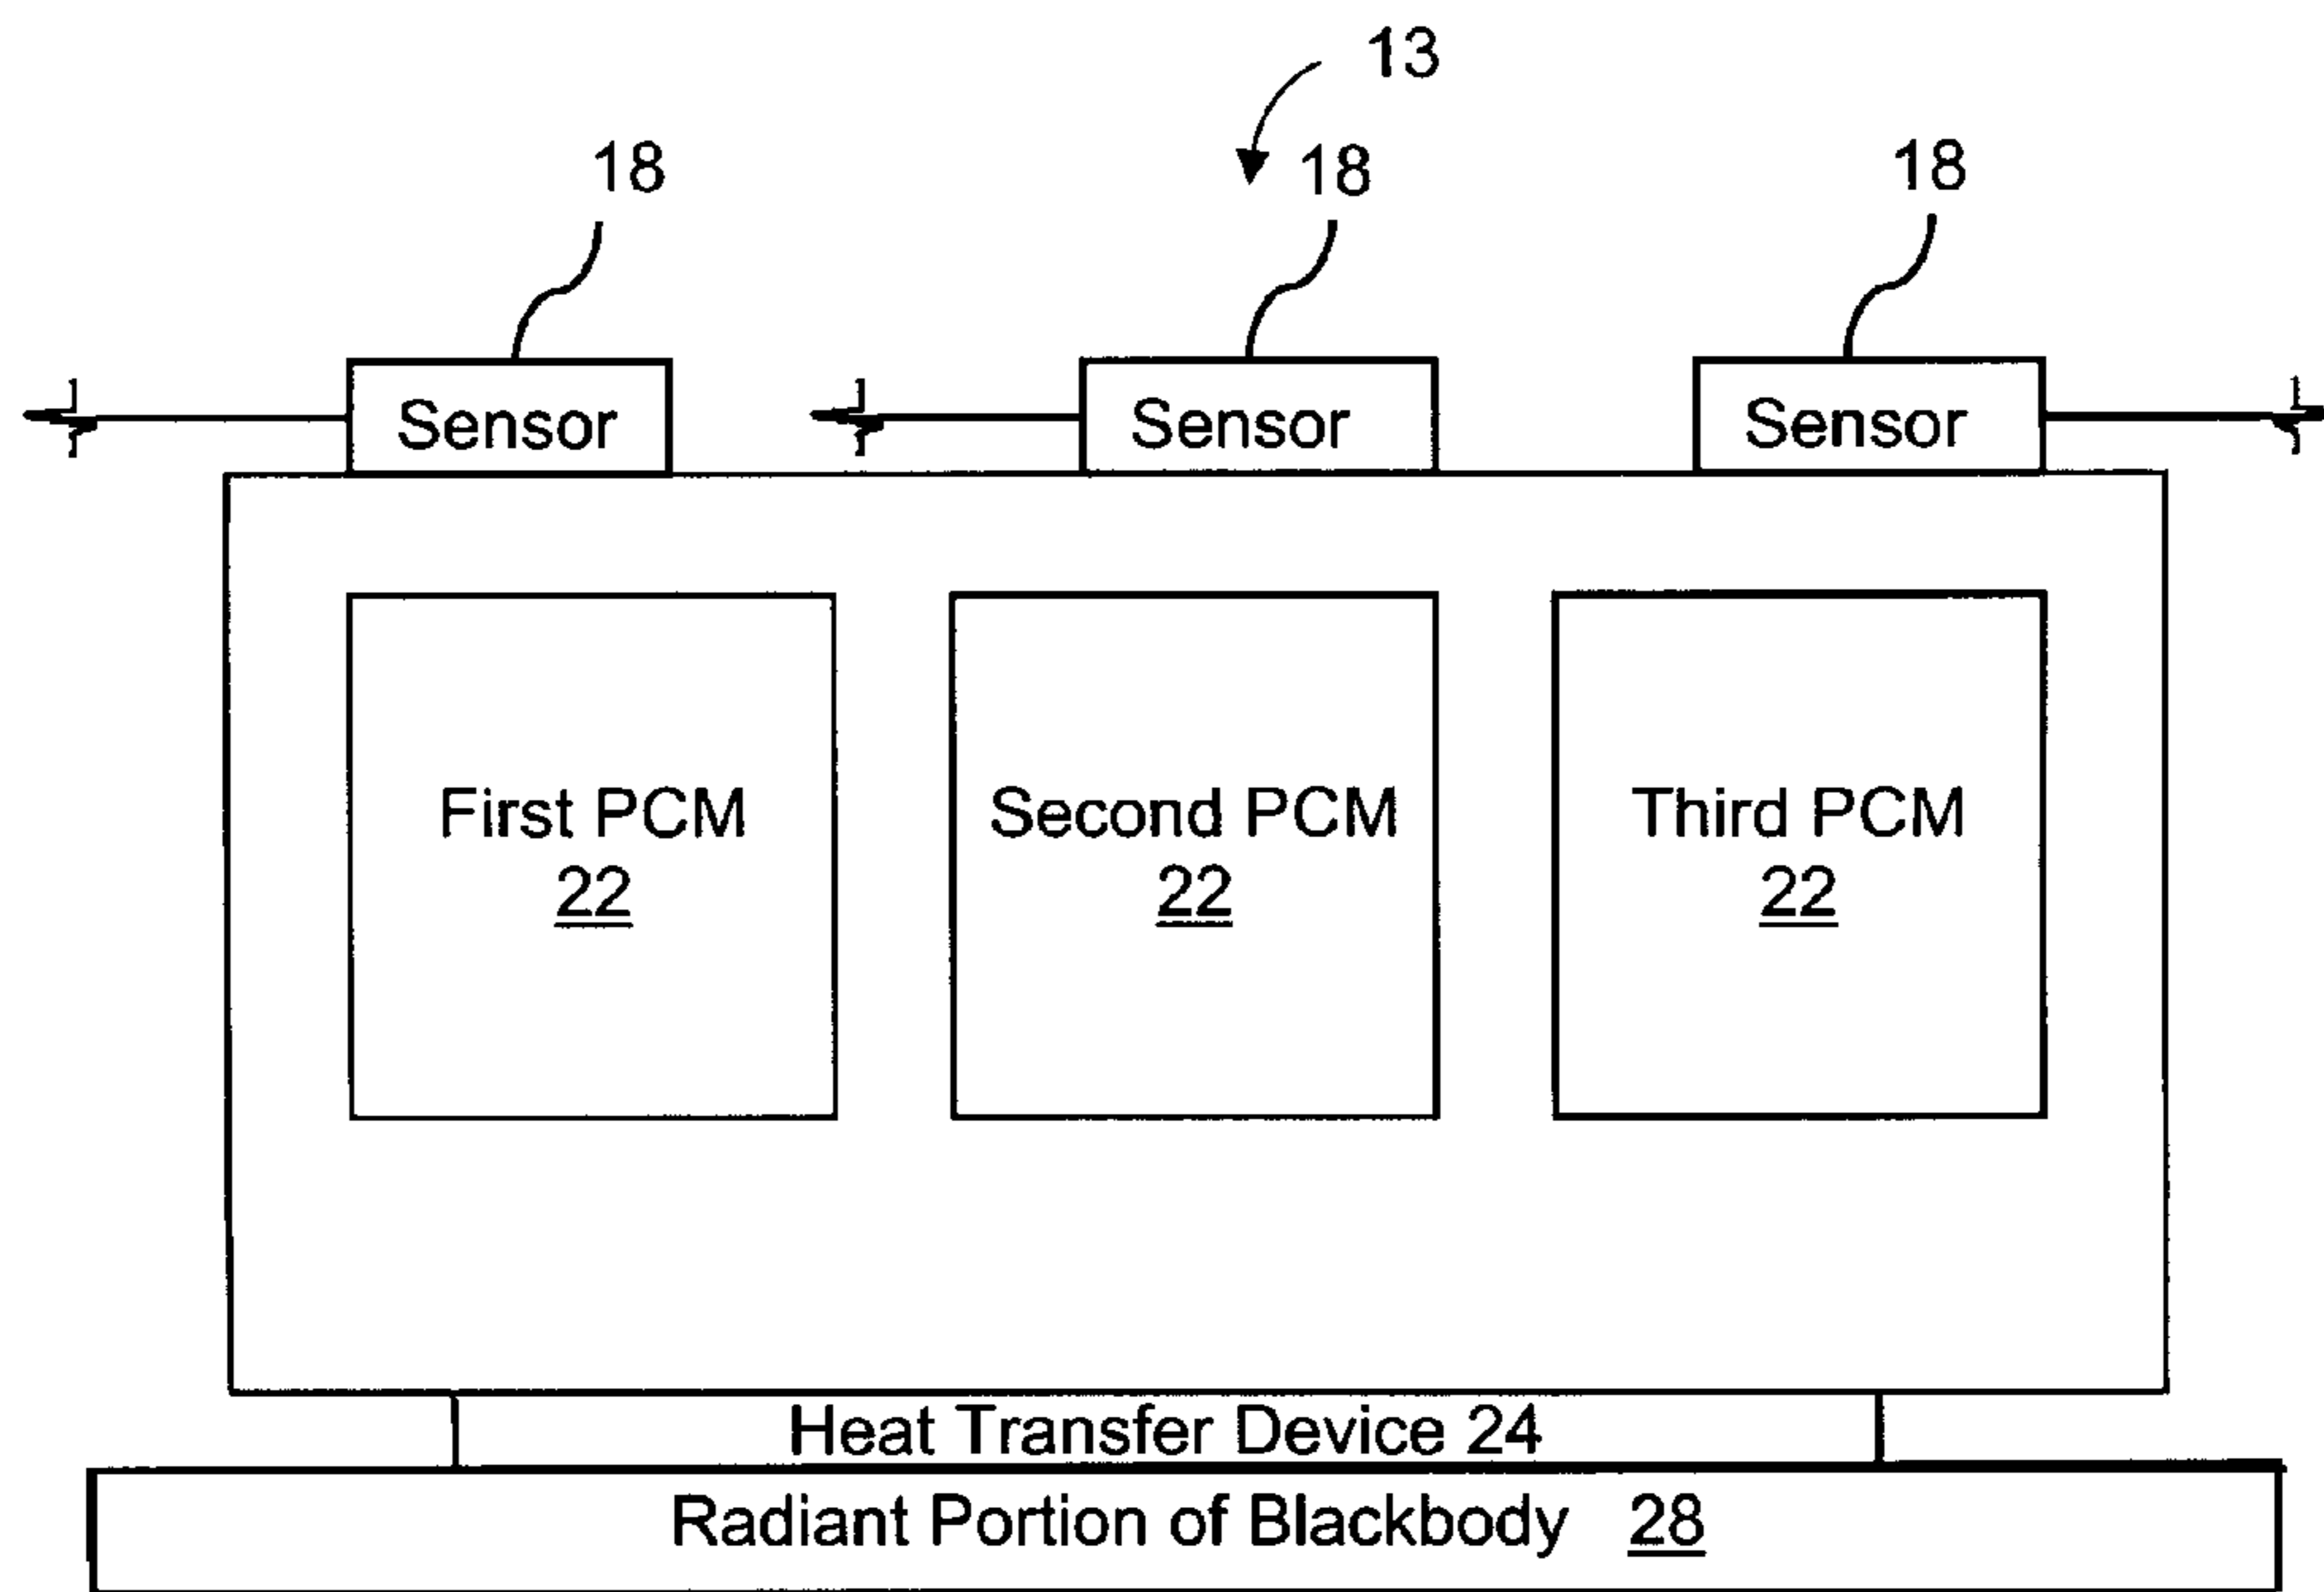 13
18
18
18
Sensor
Sensor
Sensor
First PCM
22
Second PCM
22
Third PCM
22
Heat Transfer Device 24
Radiant Portion of Blackbody 28